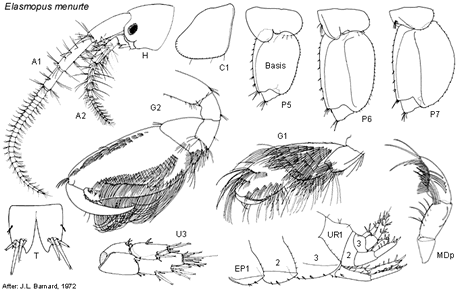 Elasmopus menurte
A1
H
C1
A2
G2
Basis
P5
P6
P7
G1
T
U3
EP1
2
3
UR1
2
3
MDp
After: J.L. Barnard, 1972